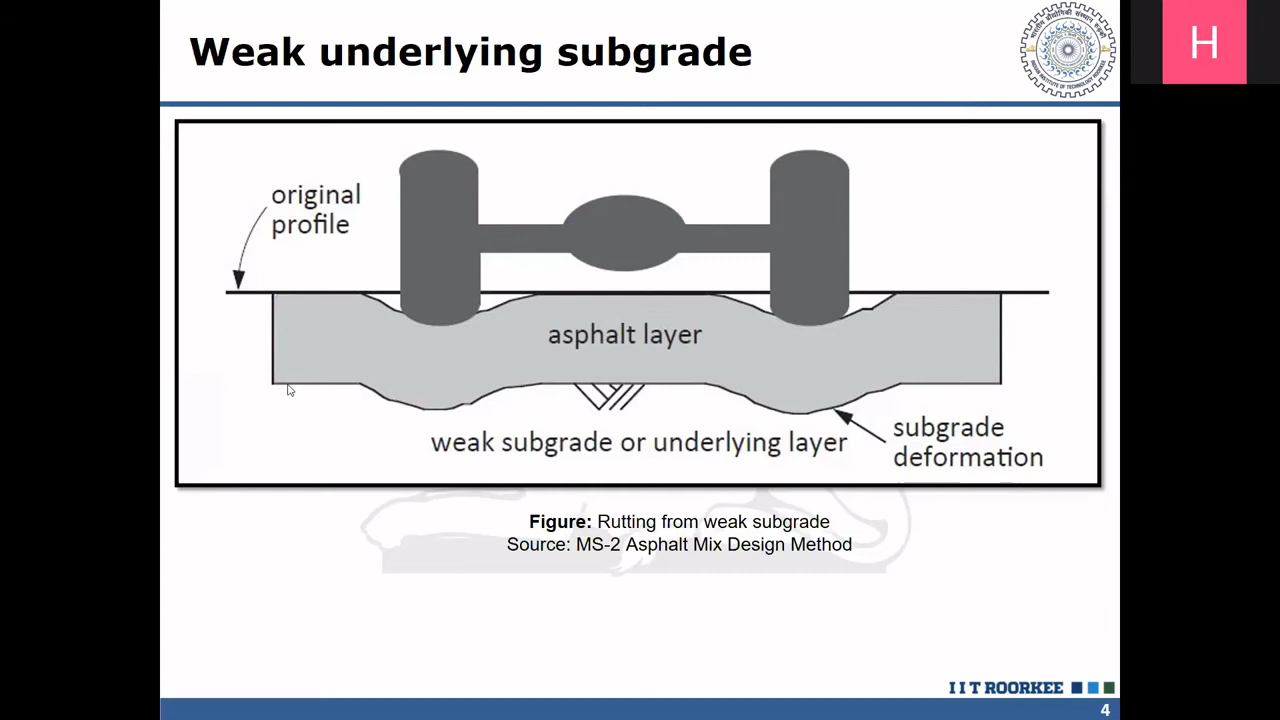 Weak underlying subgrade
H
original
profile
asphalt layer
weak subgrade or underlying layer
subgrade
deformation
Figure: Rutting from weak subgrade
Source: MS-2 Asphalt Mix Design Method
I I T ROORKEE
4